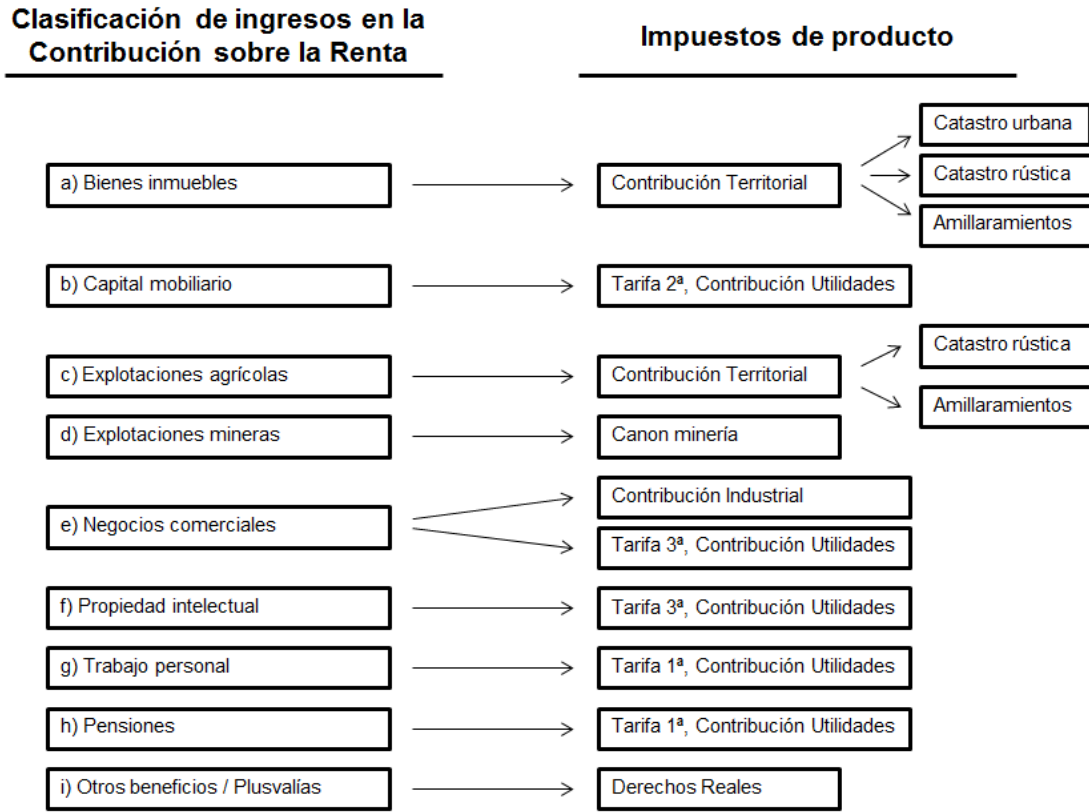 Clasificación de ingresos en la
Contribución sobre la Renta
Impuestos de producto
a) Bienes inmuebles
Contribución Territorial
Catastro urbana
Catastro rústica
Amillaramientos
b) Capital mobiliario
Tarifa 2ª, Contribución Utilidades
c) Explotaciones agrícolas
Contribución Territorial
Catastro rústica
Amillaramientos
d) Explotaciones mineras
Canon minería
e) Negocios comerciales
Contribución Industrial
Tarifa 3ª, Contribución Utilidades
f) Propiedad intelectual
Tarifa 3ª, Contribución Utilidades
g) Trabajo personal
Tarifa 1ª, Contribución Utilidades
h) Pensiones
Tarifa 1ª, Contribución Utilidades
i) Otros beneficios / Plusvalías
Derechos Reales